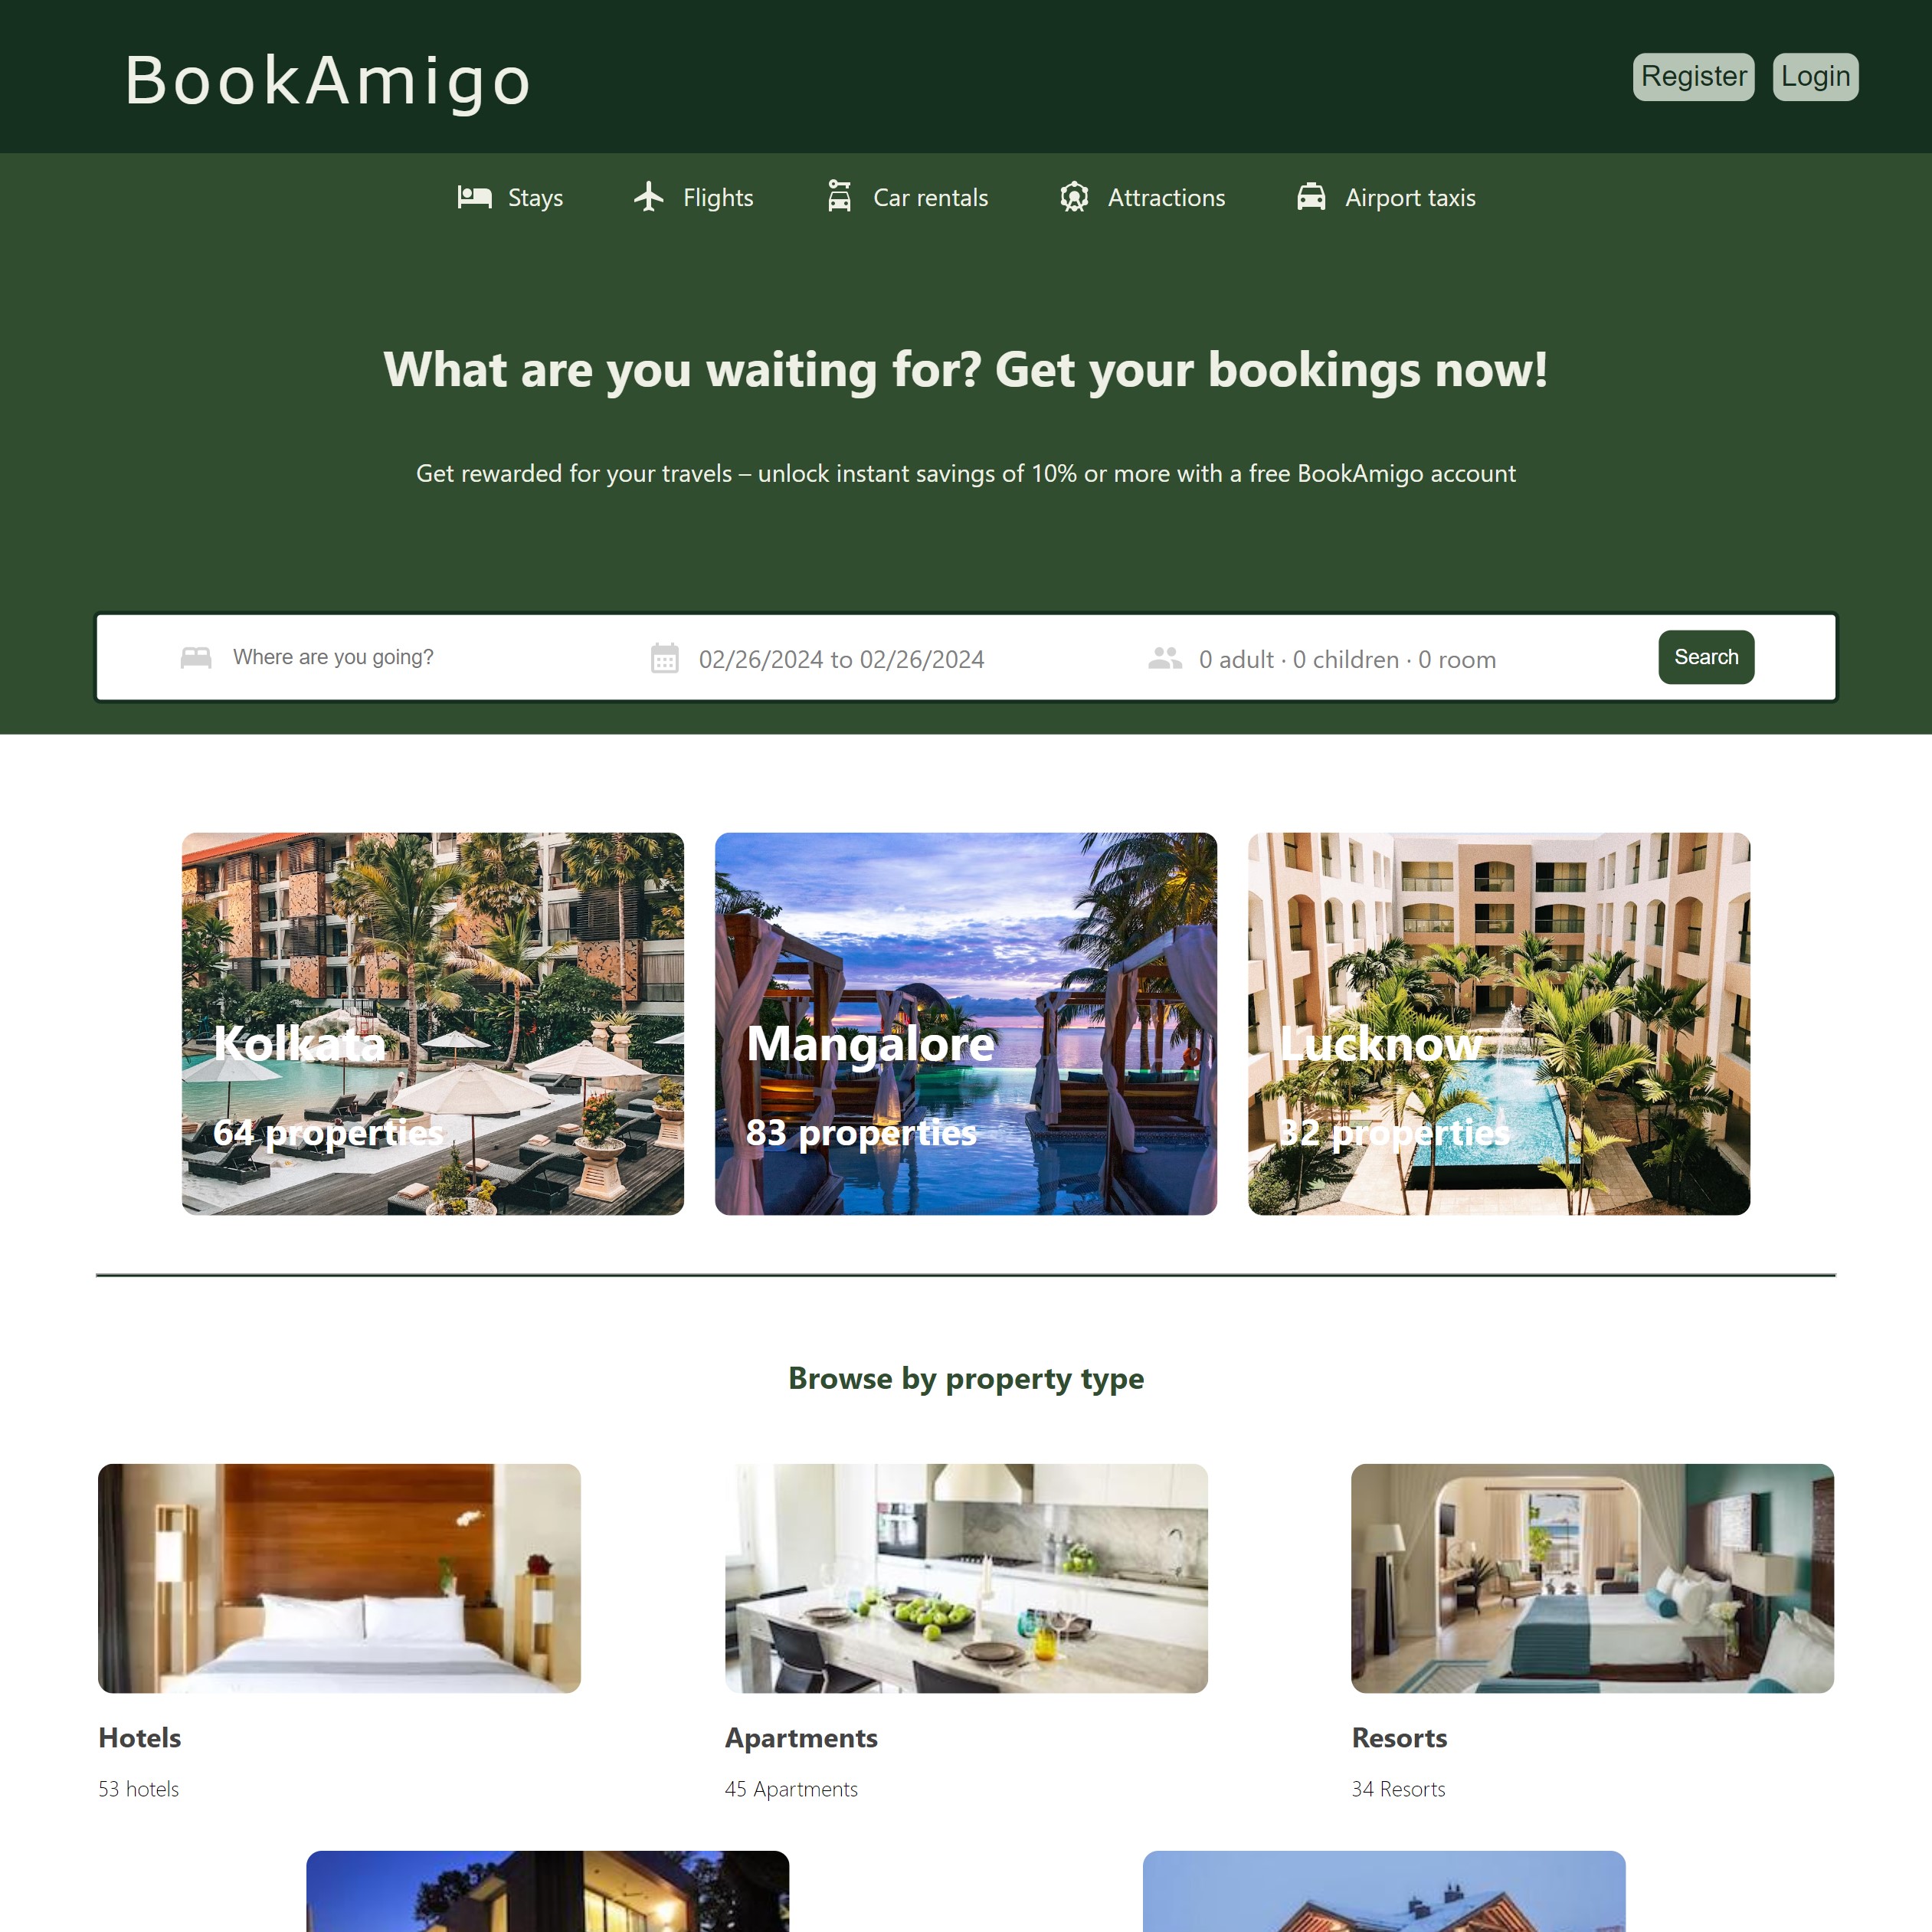 BookAmigo
Register Login
Stays Flights Car rentals Attractions Airport taxis
What are you waiting for? Get your bookings now!
Get rewarded for your travels – unlock instant savings of 10% or more with a free BookAmigo account
Where are you going? 02/26/2024 to 02/26/2024 0 adult · 0 children · 0 room Search
Kolkata Mangalore Lucknow
64 properties 83 properties 32 properties
Browse by property type
Hotels Apartments Resorts
53 hotels 45 Apartments 34 Resorts